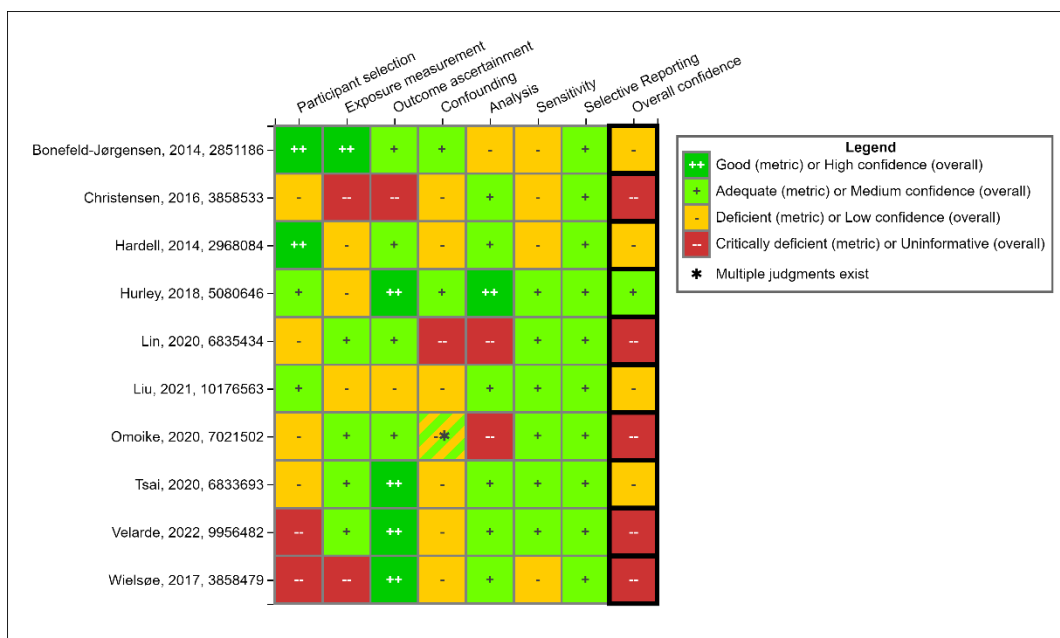 Participant selection
Exposure measurement
Outcome ascertainment
Confounding
Analysis
Sensitivity
Selective Reporting
Overall confidence
Bonefeld-Jørgensen, 2014, 2851186 ++ ++ + + - - + -
Christensen, 2016, 3858533 - -- -- - + - + --
Hardell, 2014, 2968084 ++ - + - + - + -
Hurley, 2018, 5080646 + - ++ + ++ + + +
Lin, 2020, 6835434 - + + -- -- + + --
Liu, 2021, 10176563 + - - - + + + -
Omoike, 2020, 7021502 - + + -* -- + + --
Tsai, 2020, 6833693 - + ++ - + + + -
Velarde, 2022, 9956482 -- + ++ - + + + --
Wielsøe, 2017, 3858479 -- -- ++ - + - + --
Legend
++ Good (metric) or High confidence (overall)
+ Adequate (metric) or Medium confidence (overall)
- Deficient (metric) or Low confidence (overall)
-- Critically deficient (metric) or Uninformative (overall)
* Multiple judgments exist